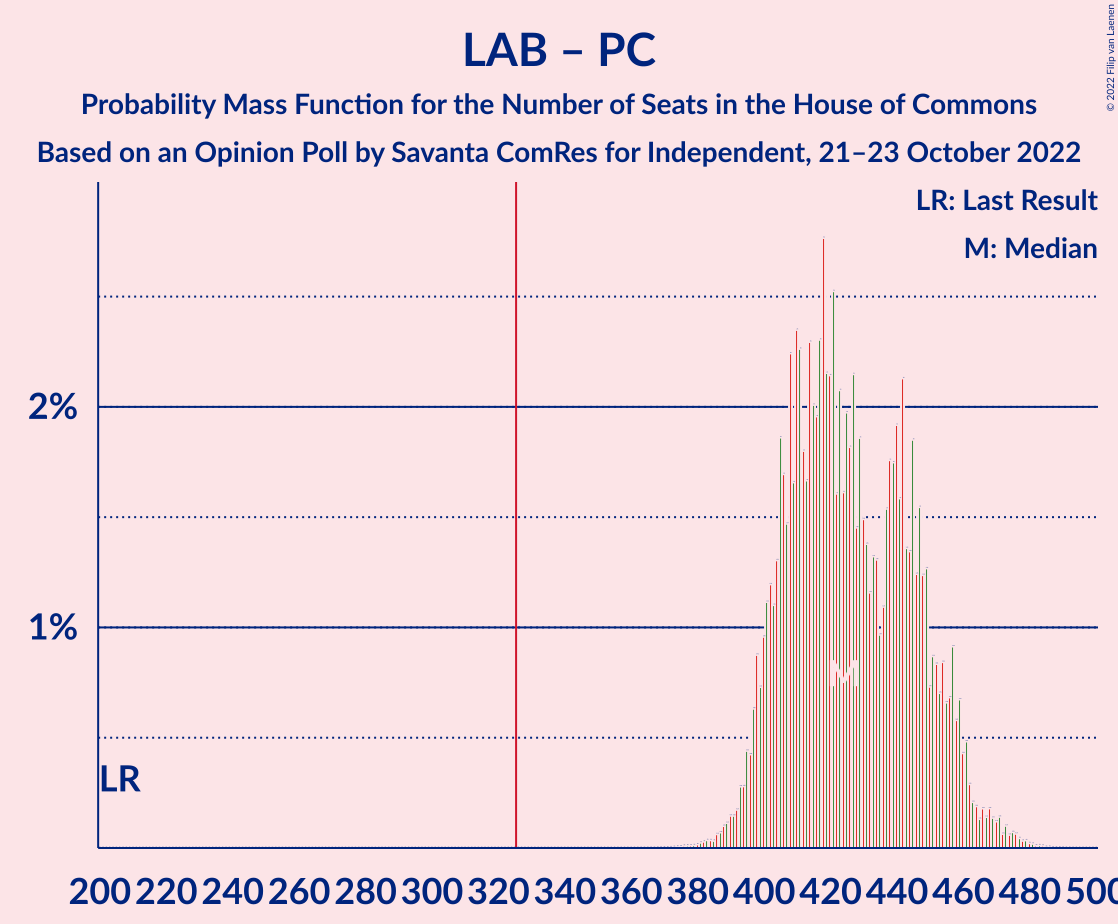 LAB – PC
Probability Mass Function for the Number of Seats in the House of Commons
Based on an Opinion Poll by Savanta ComRes for Independent, 21–23 October 2022
© 2022 Filip van Laenen
LR: Last Result
M: Median
2%
1%
M
LR
200 220 240 260 280 300 320 340 360 380 400 420 440 460 480 500